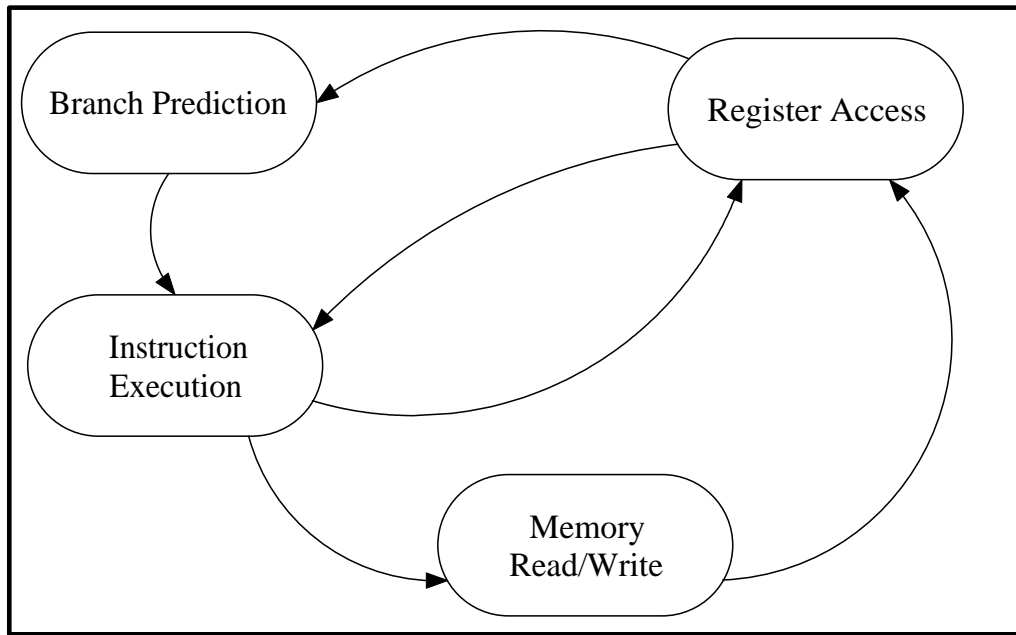 Branch Prediction
Register Access
Instruction
Execution
Memory
Read/Write